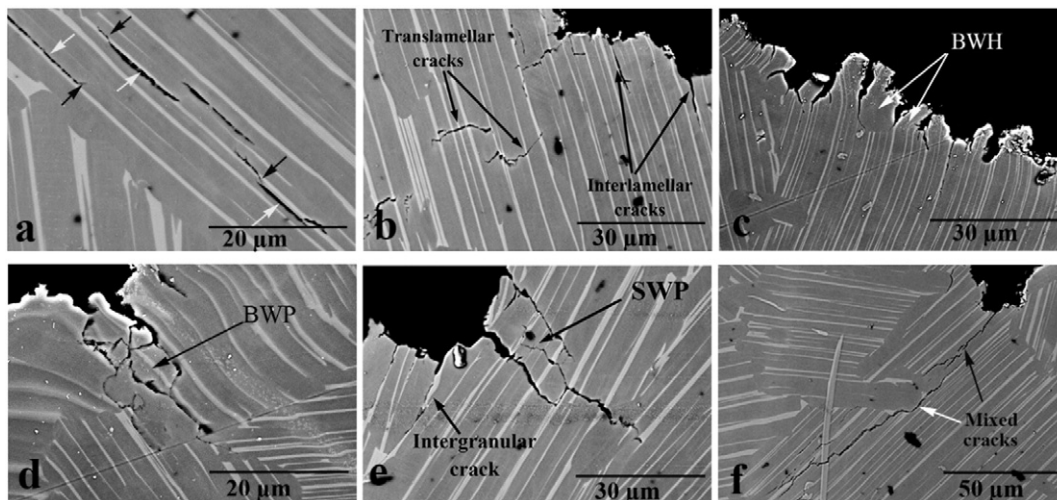 a
20 µm
Translamellar
cracks
Interlamellar
cracks
b
30 µm
BWH
c
30 µm
BWP
d
20 µm
SWP
Intergranular
crack
e
30 µm
Mixed
cracks
f
50 µm